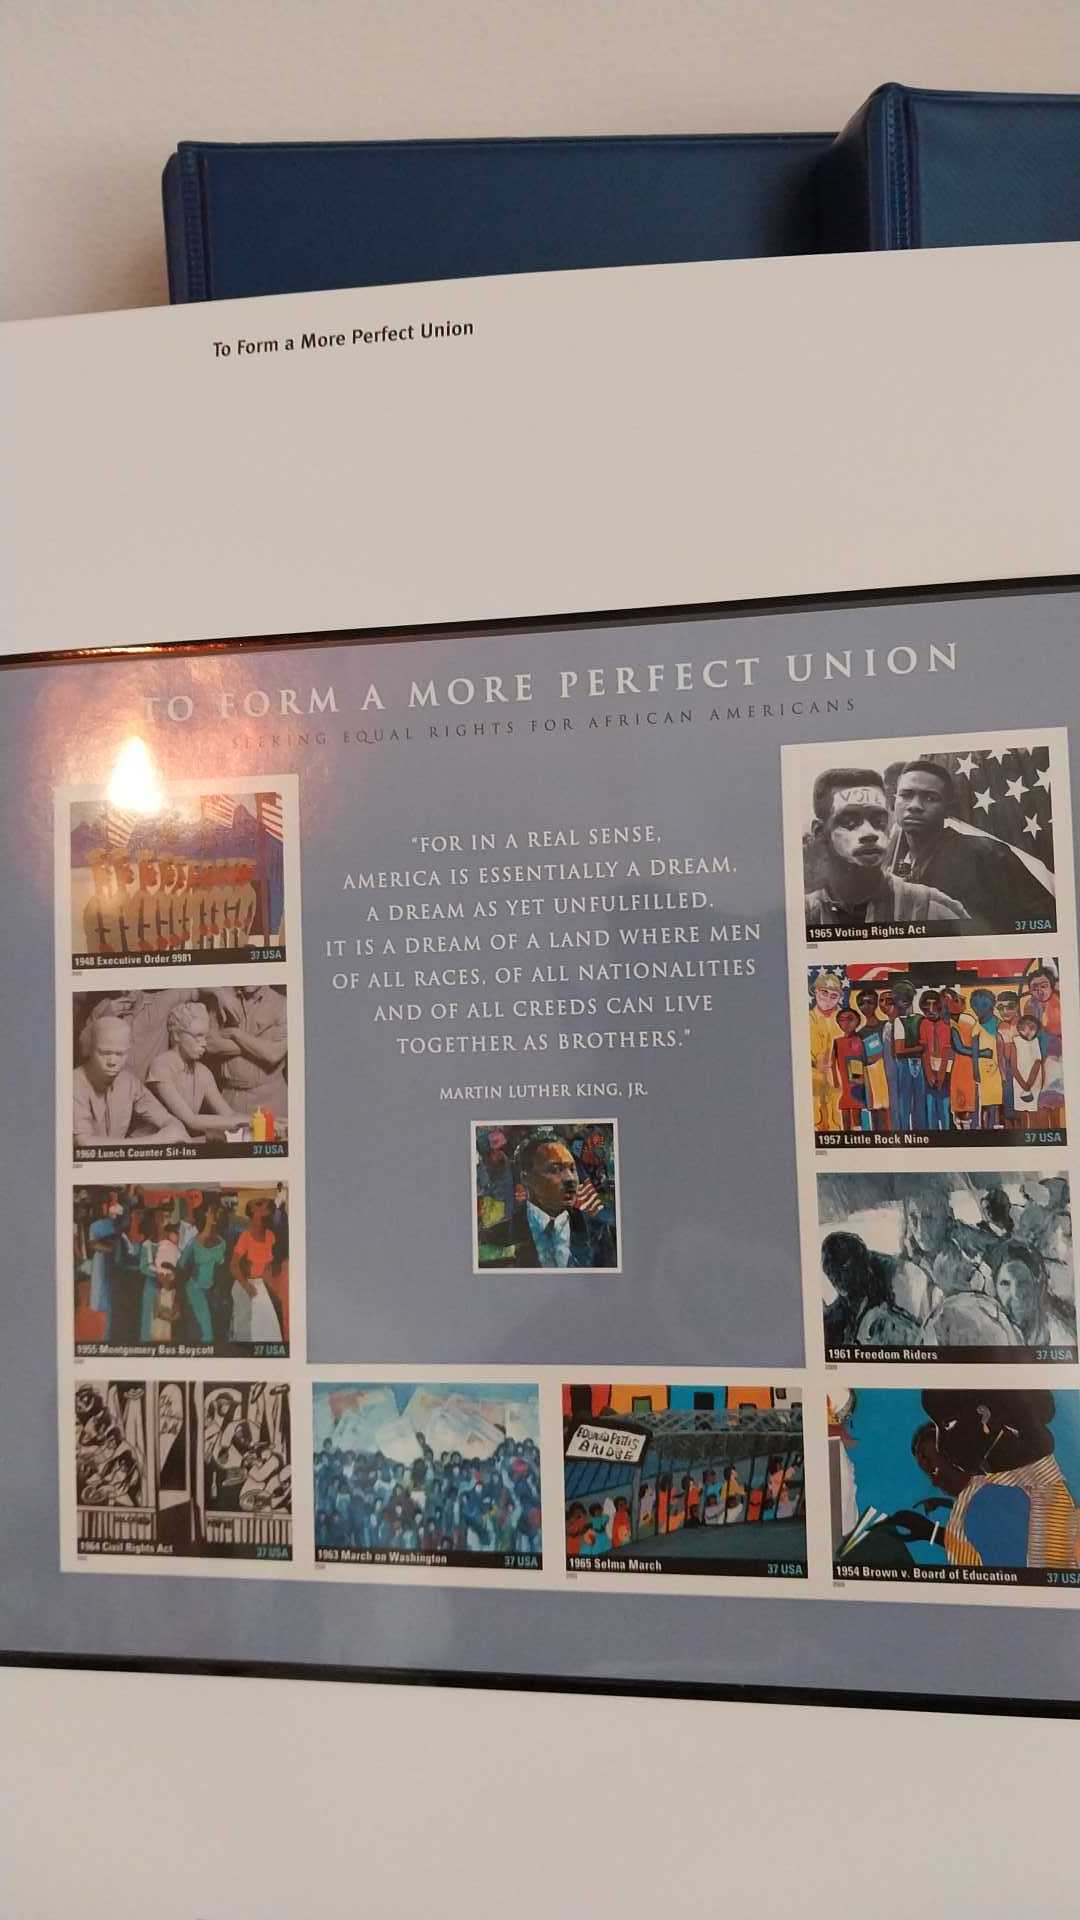 To Form a More Perfect Union
TO FORM A MORE PERFECT UNION
SEEKING EQUAL RIGHTS FOR AFRICAN AMERICANS
"FOR IN A REAL SENSE,
AMERICA IS ESSENTIALLY A DREAM,
A DREAM AS YET UNFULFILLED.
IT IS A DREAM OF A LAND WHERE MEN
OF ALL RACES, OF ALL NATIONALITIES
AND OF ALL CREEDS CAN LIVE
TOGETHER AS BROTHERS."
MARTIN LUTHER KING, JR.
1948 Executive Order 9981 37 USA
1960 Lunch Counter Sit-Ins 37 USA
1955 Montgomery Bus Boycott 37 USA
VOTE
1965 Voting Rights Act 37 USA
1957 Little Rock Nine 37 USA
1961 Freedom Riders 37 USA
1964 Civil Rights Act 37 USA
1963 March on Washington 37 USA
EDMUND PETTIS
BRIDGE
1965 Selma March 37 USA
1954 Brown v. Board of Education 37 USA